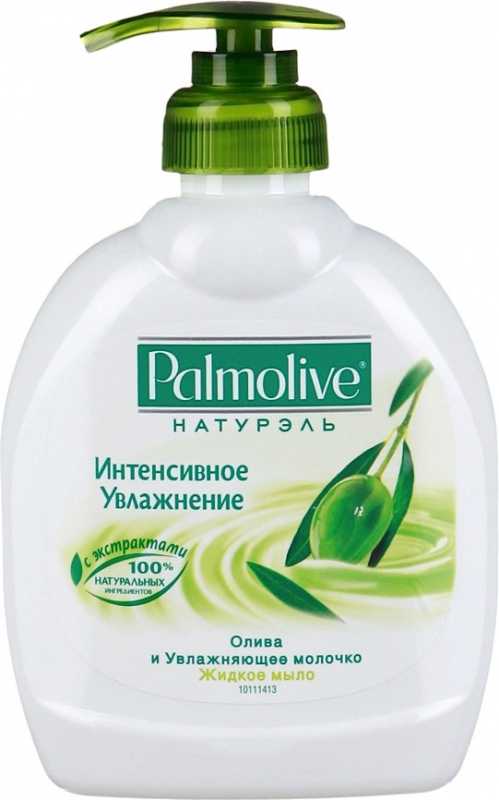 Palmolive®
НАТУРЭЛЬ
Интенсивное
Увлажнение
с экстрактами
100%
НАТУРАЛЬНЫХ
ИНГРЕДИЕНТОВ
Олива
и Увлажняющее молочко
Жидкое мыло
10111413